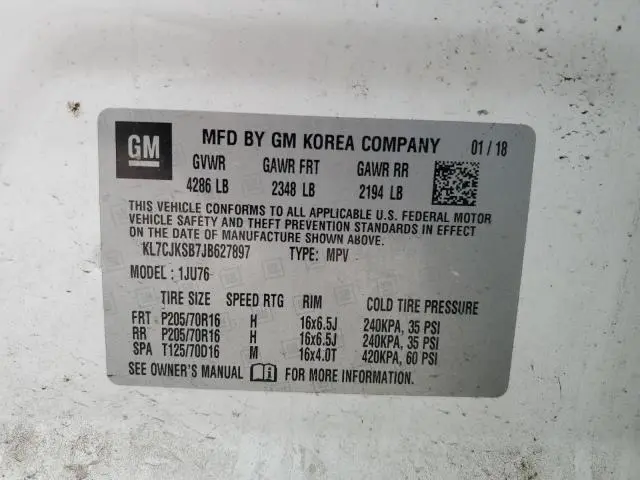 GM MFD BY GM KOREA COMPANY 01/18
GVWR GAWR FRT GAWR RR
4286 LB 2348 LB 2194 LB
THIS VEHICLE CONFORMS TO ALL APPLICABLE U.S. FEDERAL MOTOR
VEHICLE SAFETY AND THEFT PREVENTION STANDARDS IN EFFECT
ON THE DATE OF MANUFACTURE SHOWN ABOVE.
KL7CJKSB7JB627897 TYPE: MPV
MODEL: 1JU76
TIRE SIZE SPEED RTG RIM COLD TIRE PRESSURE
FRT P205/70R16 H 16x6.5J 240KPA, 35 PSI
RR P205/70R16 H 16x6.5J 240KPA, 35 PSI
SPA T125/70D16 M 16x4.0T 420KPA, 60 PSI
SEE OWNER'S MANUAL FOR MORE INFORMATION.